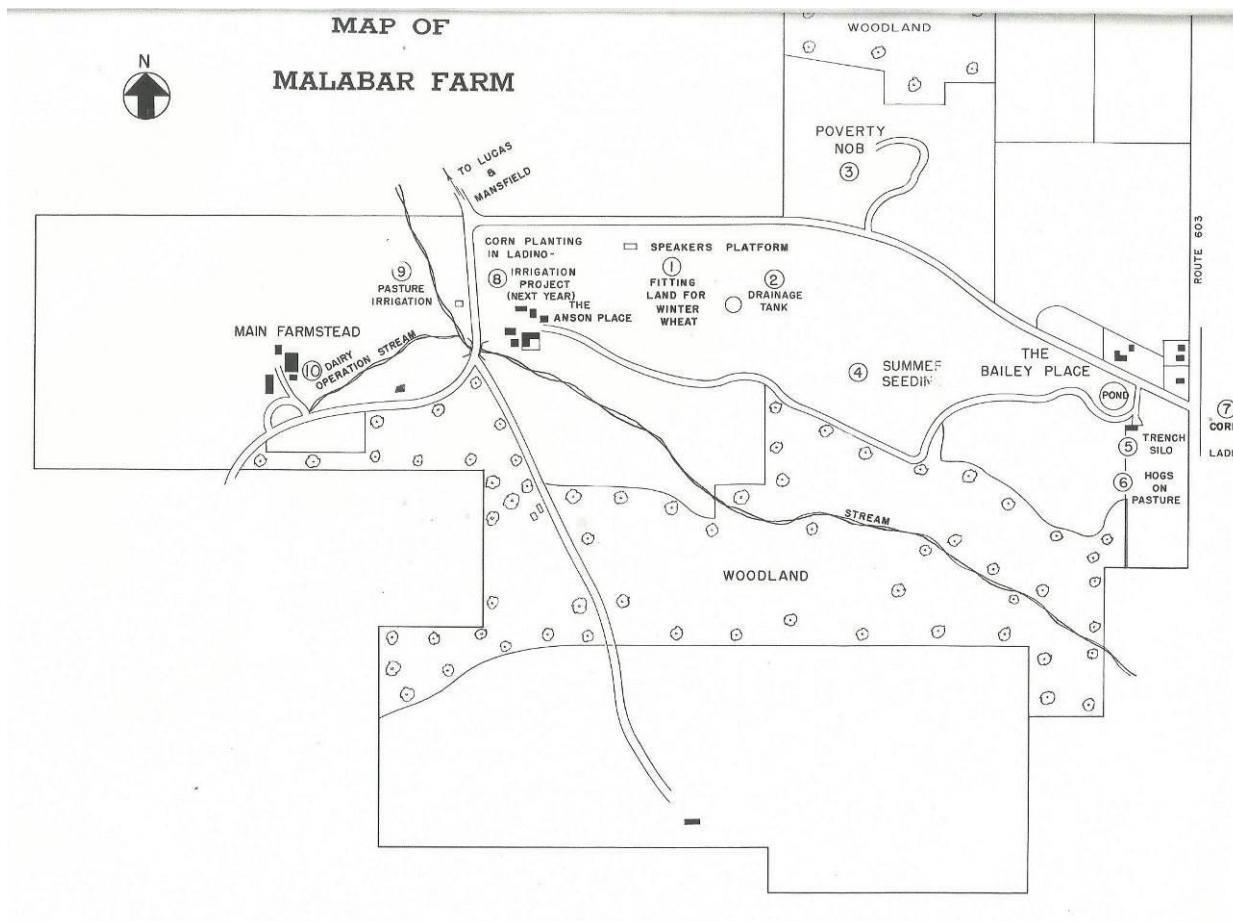 MAP OF
MALABAR FARM
N
WOODLAND
POVERTY
NOB
3
TO LUCAS
&
MANSFIELD
ROUTE 603
CORN PLANTING
IN LADINO-
8 IRRIGATION
PROJECT
(NEXT YEAR)
SPEAKERS PLATFORM
1
FITTING
LAND FOR
WINTER
WHEAT
2
DRAINAGE
TANK
9
PASTURE
IRRIGATION
THE
ANSON PLACE
MAIN FARMSTEAD
10 DAIRY
OPERATION STREAM
4 SUMMER
SEEDIN
THE
BAILEY PLACE
POND
7
5 TRENCH
SILO
6 HOGS
ON
PASTURE
STREAM
WOODLAND